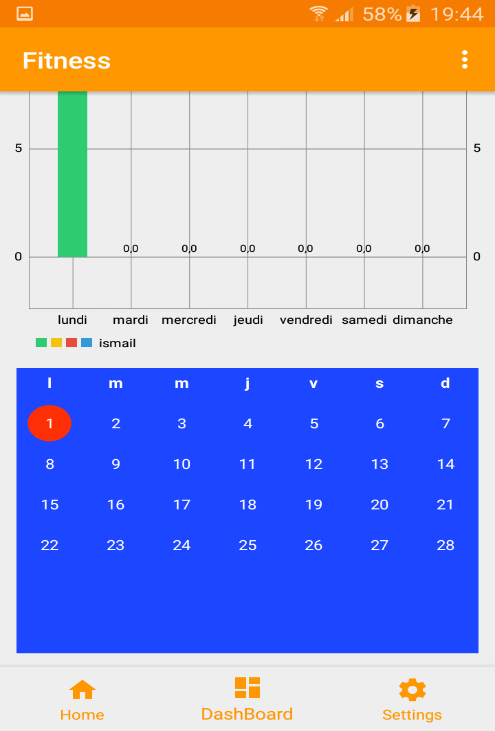 58% 19:44
Fitness
5 5
0,0 0,0 0,0 0,0 0,0 0,0
0 0
lundi mardi mercredi jeudi vendredi samedi dimanche
ismail
l m m j v s d
1 2 3 4 5 6 7
8 9 10 11 12 13 14
15 16 17 18 19 20 21
22 23 24 25 26 27 28
Home DashBoard Settings